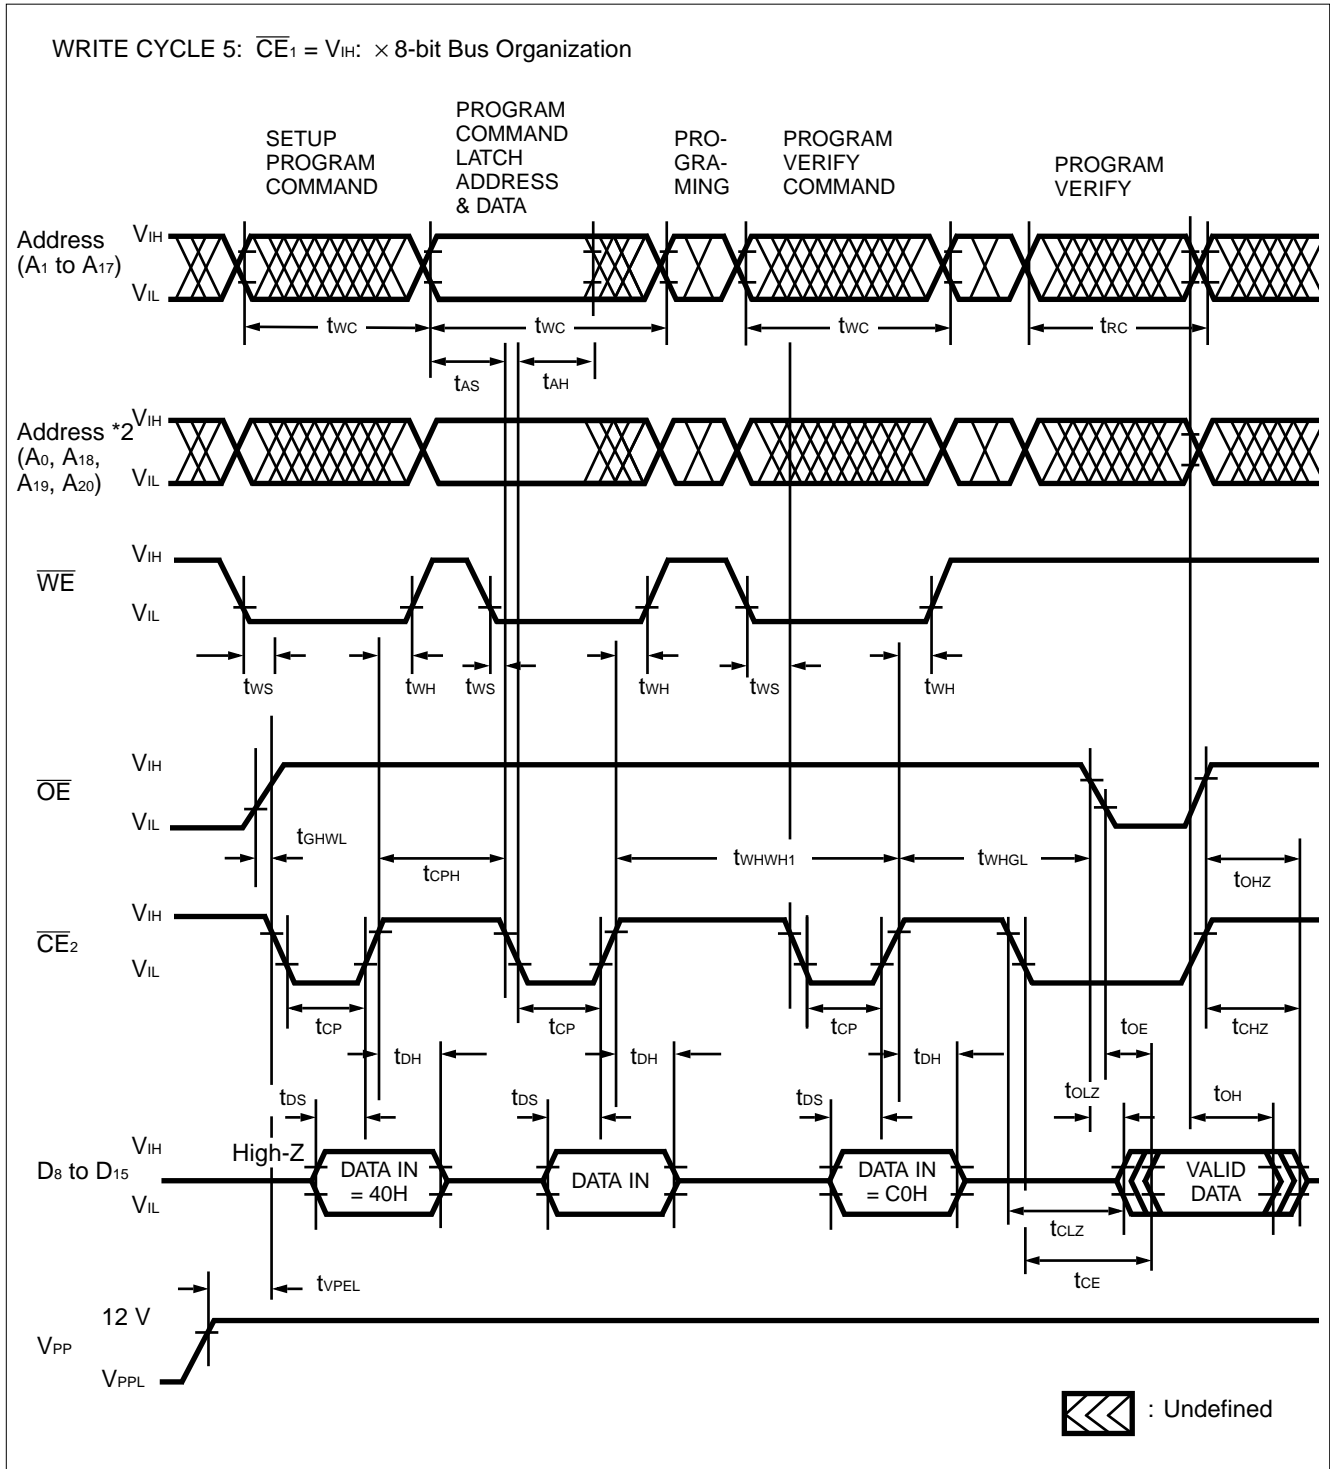 WRITE CYCLE 5: CE1 = VIH: × 8-bit Bus Organization
SETUP
PROGRAM
COMMAND
PROGRAM
COMMAND
LATCH
ADDRESS
& DATA
PRO-
GRA-
MING
PROGRAM
VERIFY
COMMAND
PROGRAM
VERIFY
Address
(A1 to A17)
VIH
VIL
tWC
tWC
tWC
tRC
tAS
tAH
Address *2
(A0, A18,
A19, A20)
VIH
VIL
WE
VIH
VIL
tWS
tWH
tWS
tWH
tWS
tWH
OE
VIH
VIL
tGHWL
tCPH
tWHWH1
tWHGL
tOHZ
CE2
VIH
VIL
tCP
tCP
tCP
tOE
tCHZ
tDH
tDH
tDH
tDS
tDS
tDS
tOLZ
tOH
D8 to D15
VIH
VIL
High-Z
DATA IN
= 40H
DATA IN
DATA IN
= C0H
VALID
DATA
tCLZ
tCE
tVPEL
VPP
12 V
VPPL
: Undefined